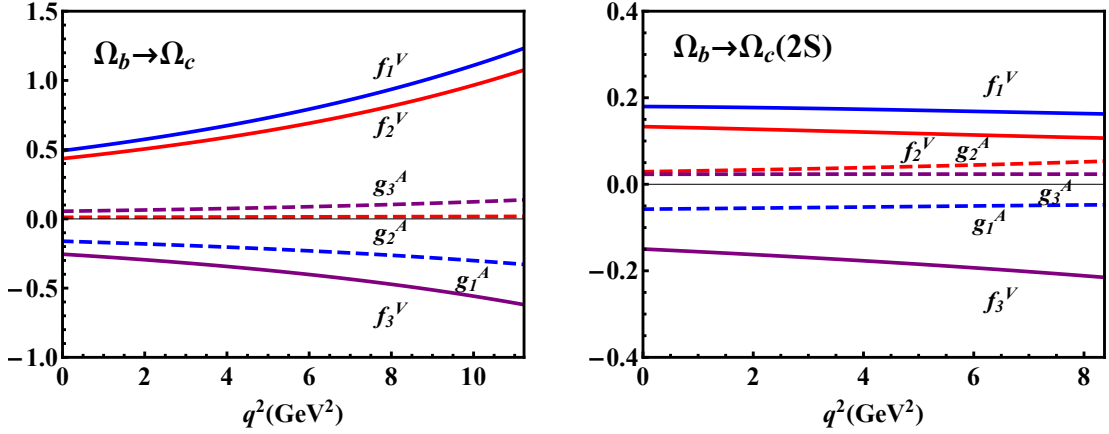 Ω_b→Ω_c
f_1^V
f_2^V
g_3^A
g_2^A
g_1^A
f_3^V
1.5
1.0
0.5
0.0
−0.5
−1.0
0 2 4 6 8 10
q^2(GeV^2)
Ω_b→Ω_c(2S)
f_1^V
f_2^V g_2^A
g_3^A
g_1^A
f_3^V
0.4
0.2
0.0
−0.2
−0.4
0 2 4 6 8
q^2(GeV^2)